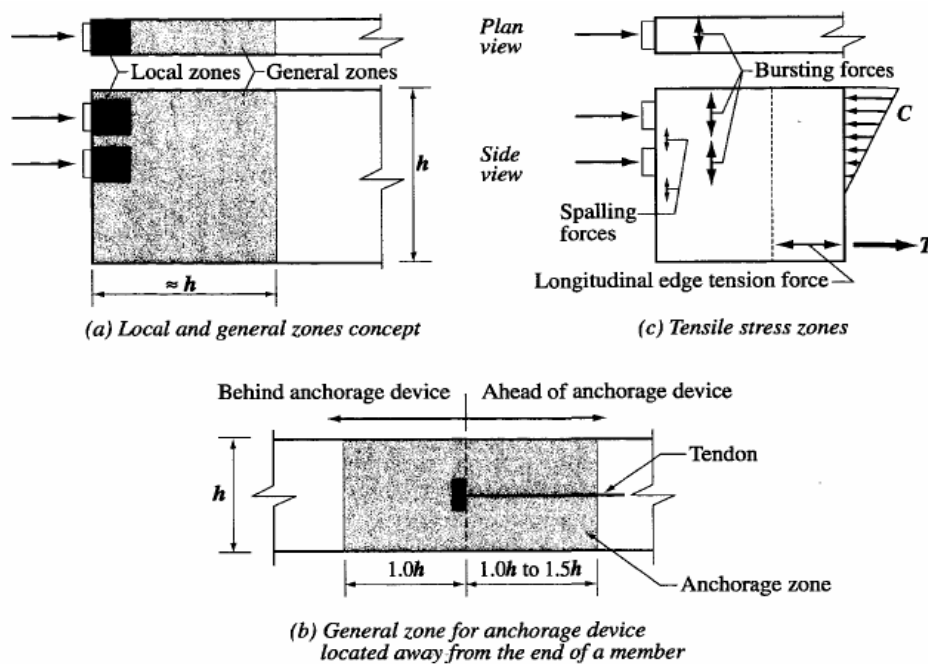 Plan
view
Local zones
General zones
h
Side
view
≈ h
(a) Local and general zones concept
Bursting forces
C
Spalling
forces
T
Longitudinal edge tension force
(c) Tensile stress zones
Behind anchorage device
Ahead of anchorage device
h
Tendon
1.0h
1.0h to 1.5h
Anchorage zone
(b) General zone for anchorage device
located away from the end of a member